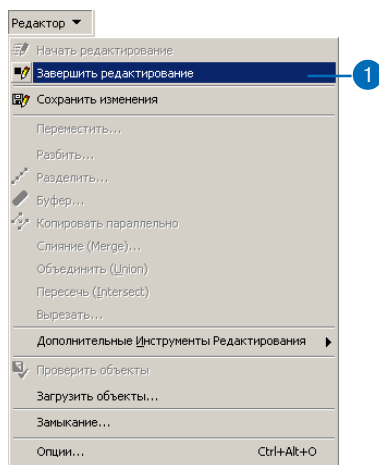 Редактор
Начать редактирование
Завершить редактирование
1
Сохранить изменения
Переместить...
Разбить...
Разделить...
Буфер...
Копировать параллельно
Слияние (Merge)...
Объединить (Union)
Пересечь (Intersect)
Вырезать...
Дополнительные Инструменты Редактирования
Проверить объекты
Загрузить объекты...
Замыкание...
Опции... Ctrl+Alt+O